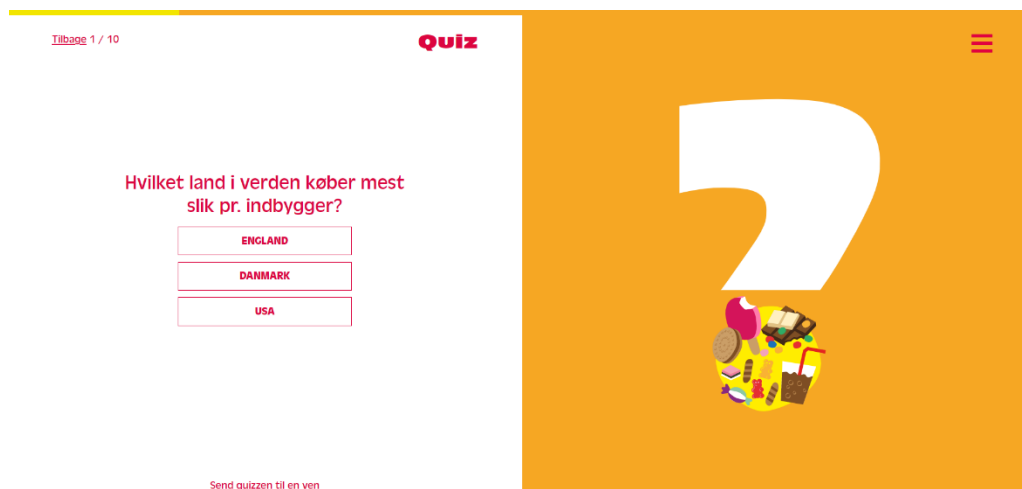 Tilbage 1 / 10
Quiz
Hvilket land i verden køber mest
slik pr. indbygger?
ENGLAND
DANMARK
USA
Send quizzen til en ven